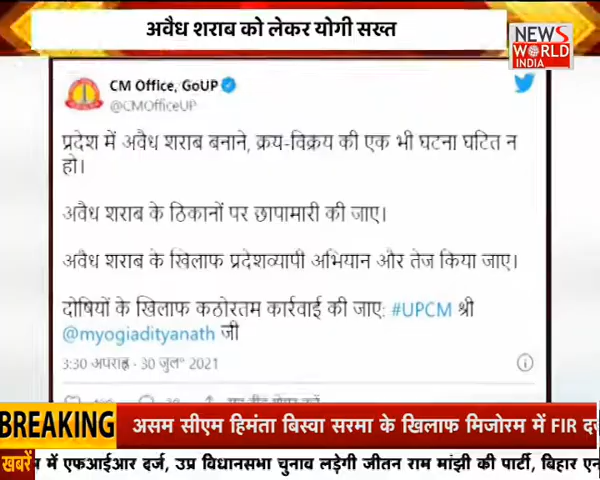 अवैध शराब को लेकर योगी सख्त
NEWS
WORLD
INDIA
CM Office, GoUP
@CMOfficeUP
प्रदेश में अवैध शराब बनाने, क्रय-विक्रय की एक भी घटना घटित न
हो।
अवैध शराब के ठिकानों पर छापामारी की जाए।
अवैध शराब के खिलाफ प्रदेशव्यापी अभियान और तेज किया जाए।
दोषियों के खिलाफ कठोरतम कार्रवाई की जाए: #UPCM श्री
@myogiadityanath जी
3:30 अपराह्न · 30 जुल॰ 2021
BREAKING असम सीएम हिमंता बिस्वा सरमा के खिलाफ मिजोरम में FIR
खबरें में एफआईआर दर्ज, उप्र विधानसभा चुनाव लड़ेगी जीतन राम मांझी की पार्टी, बिहार